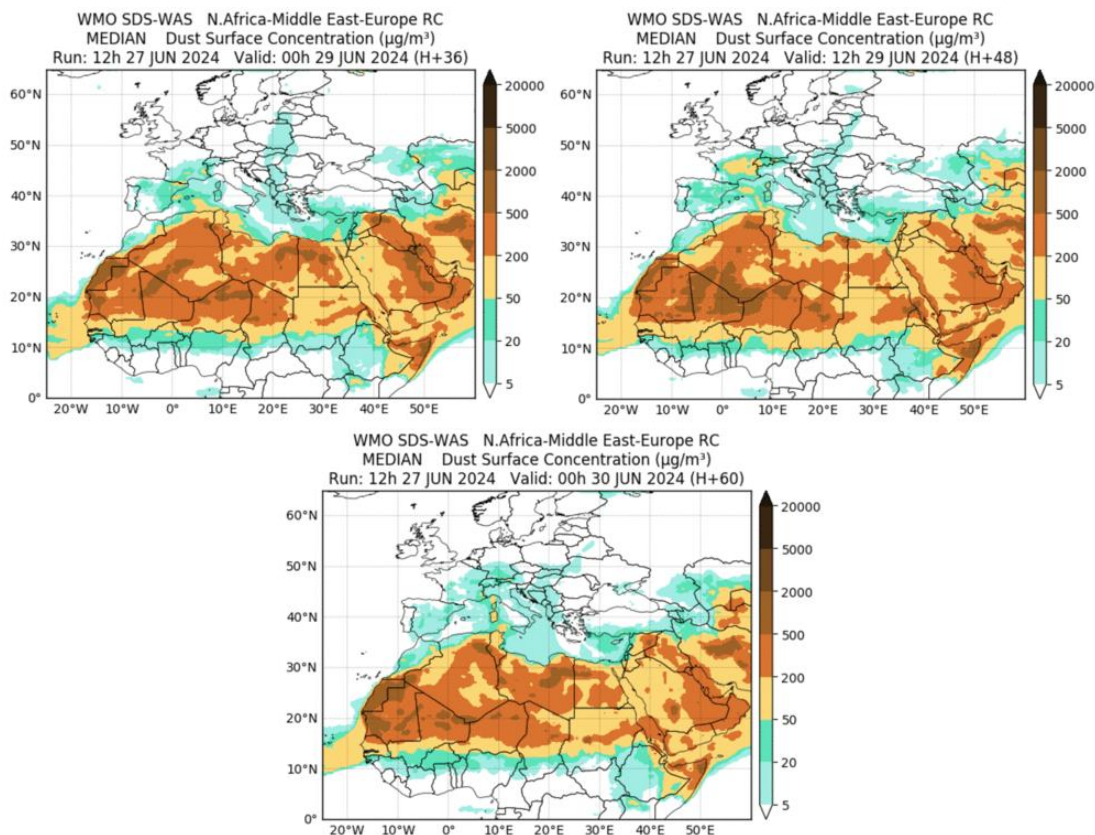 WMO SDS-WAS N.Africa-Middle East-Europe RC
MEDIAN Dust Surface Concentration (µg/m³)
Run: 12h 27 JUN 2024 Valid: 00h 29 JUN 2024 (H+36)
60°N
50°N
40°N
30°N
20°N
10°N
0°
20°W
10°W
0°
10°E
20°E
30°E
40°E
50°E
20000
5000
2000
500
200
50
20
5
WMO SDS-WAS N.Africa-Middle East-Europe RC
MEDIAN Dust Surface Concentration (µg/m³)
Run: 12h 27 JUN 2024 Valid: 12h 29 JUN 2024 (H+48)
60°N
50°N
40°N
30°N
20°N
10°N
0°
20°W
10°W
0°
10°E
20°E
30°E
40°E
50°E
20000
5000
2000
500
200
50
20
5
WMO SDS-WAS N.Africa-Middle East-Europe RC
MEDIAN Dust Surface Concentration (µg/m³)
Run: 12h 27 JUN 2024 Valid: 00h 30 JUN 2024 (H+60)
60°N
50°N
40°N
30°N
20°N
10°N
0°
20°W
10°W
0°
10°E
20°E
30°E
40°E
50°E
20000
5000
2000
500
200
50
20
5